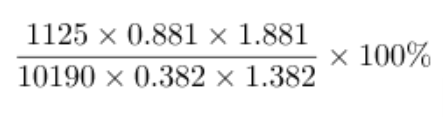 1125 × 0.881 × 1.881
10190 × 0.382 × 1.382
× 100%